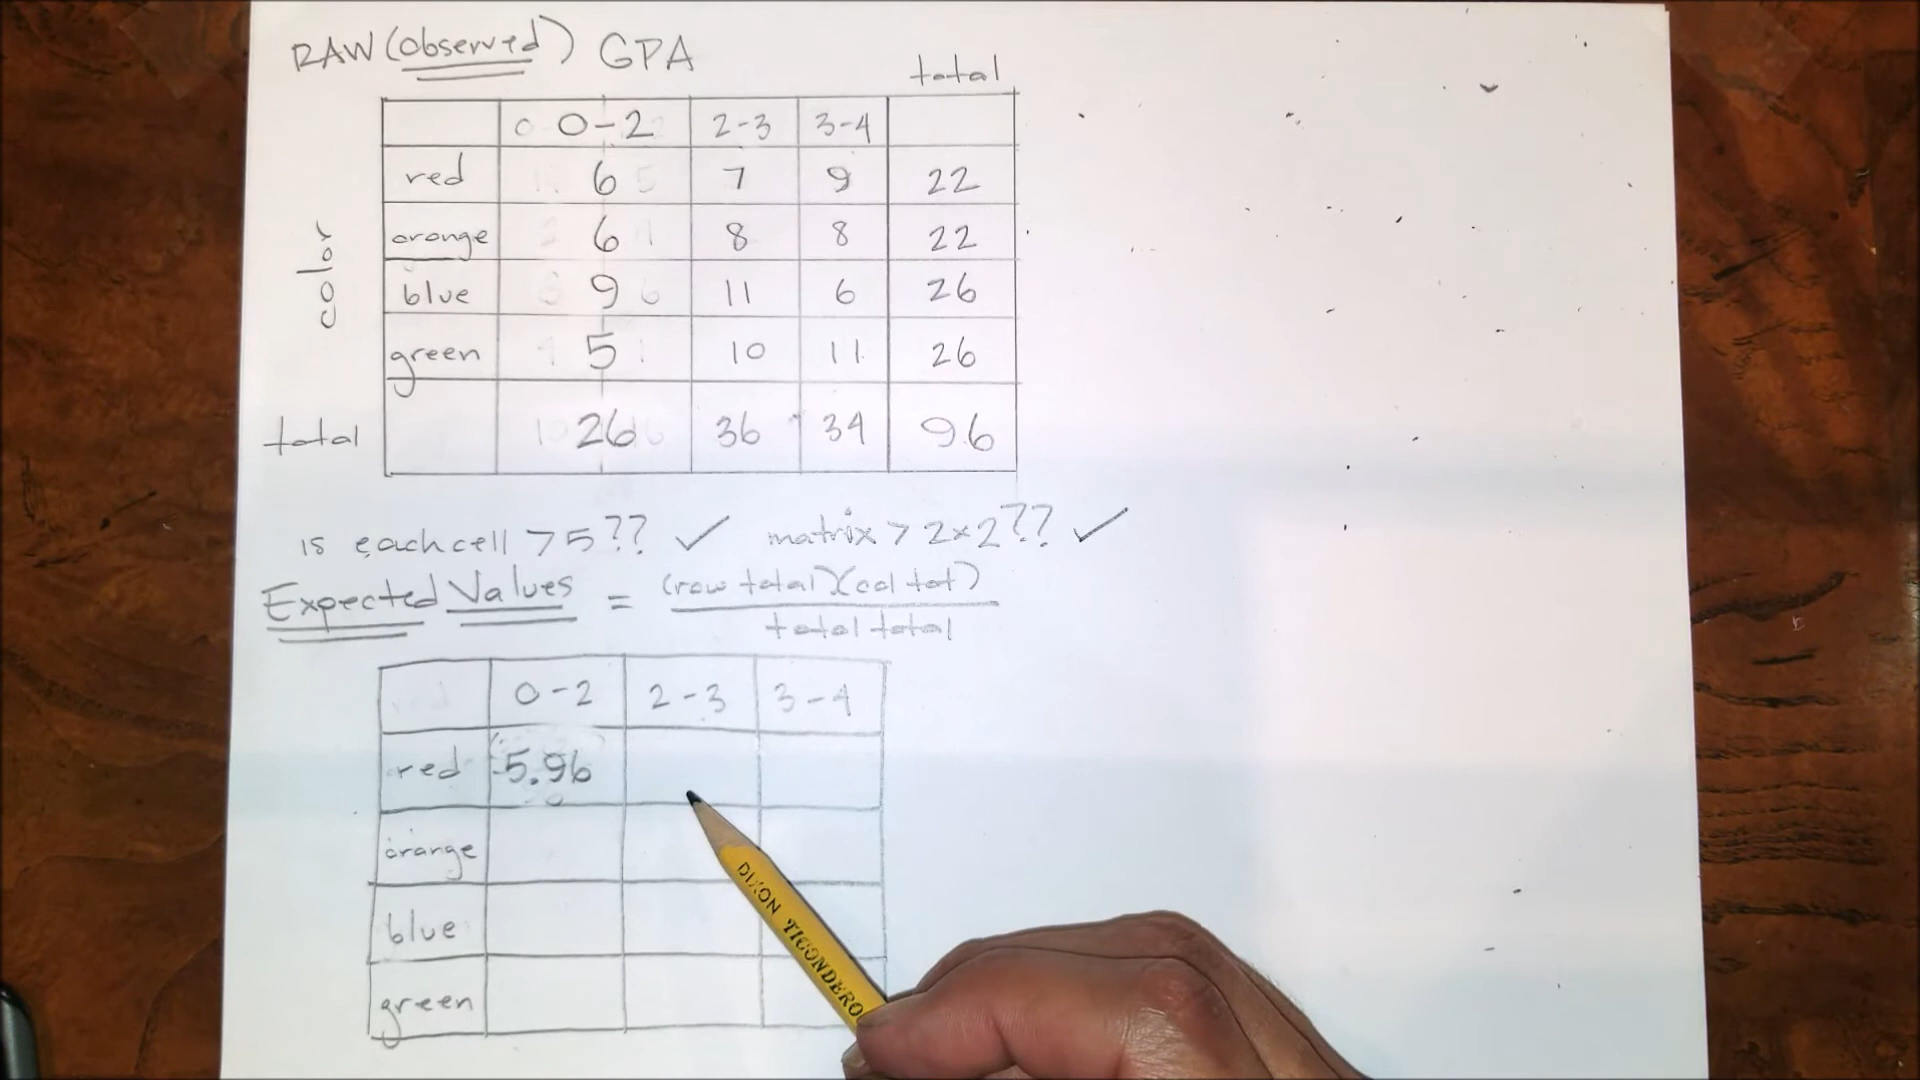 RAW (observed) GPA
total
0-2 2-3 3-4
red 6 7 9 22
orange 6 8 8 22
color
blue 9 11 6 26
green 5 10 11 26
total 26 36 34 96
is each cell > 5?? ✓ matrix > 2×2?? ✓
Expected Values = (row total)(col tot)
total total
0-2 2-3 3-4
red 5.96
orange
blue
green
DIXON TICONDERO